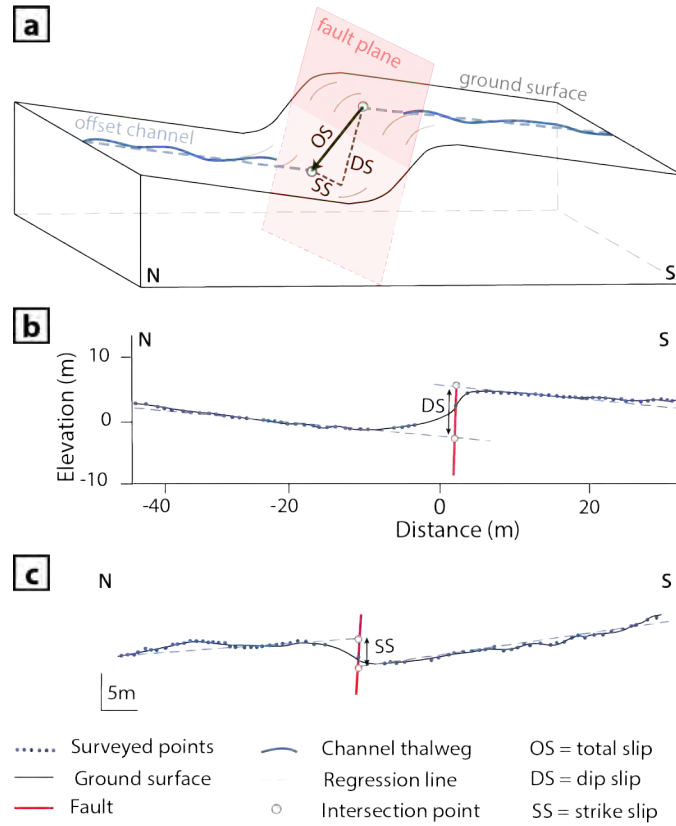 a
fault plane
ground surface
offset channel
OS
DS
SS
N
S
b
N
S
Elevation (m)
10
0
-10
DS
-40
-20
0
20
Distance (m)
c
N
S
SS
5m
Surveyed points
Channel thalweg
OS = total slip
Ground surface
Regression line
DS = dip slip
Fault
Intersection point
SS = strike slip